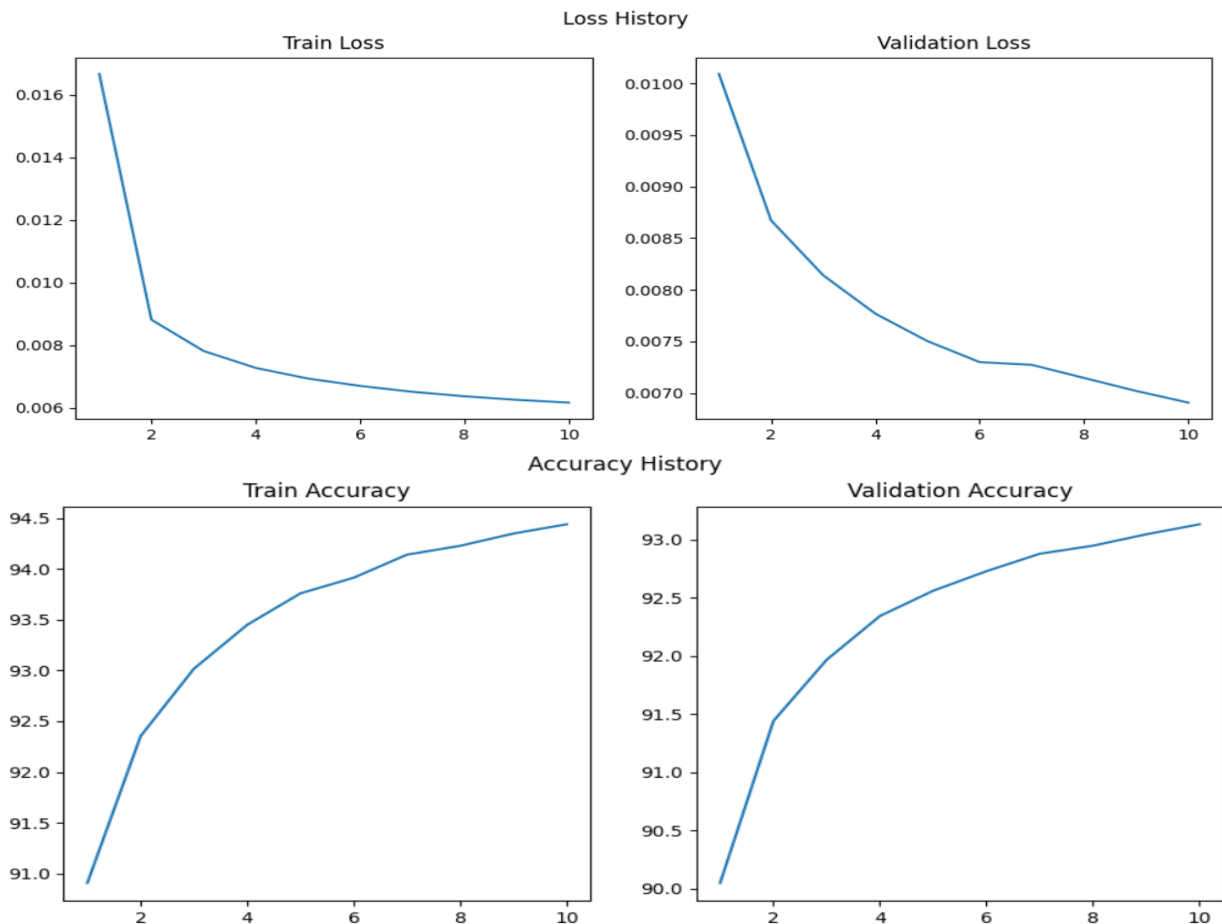 Loss History
Train Loss
Validation Loss
0.016
0.014
0.012
0.010
0.008
0.006
2 4 6 8 10
0.0100
0.0095
0.0090
0.0085
0.0080
0.0075
0.0070
2 4 6 8 10
Accuracy History
Train Accuracy
Validation Accuracy
94.5
94.0
93.5
93.0
92.5
92.0
91.5
91.0
2 4 6 8 10
93.0
92.5
92.0
91.5
91.0
90.5
90.0
2 4 6 8 10